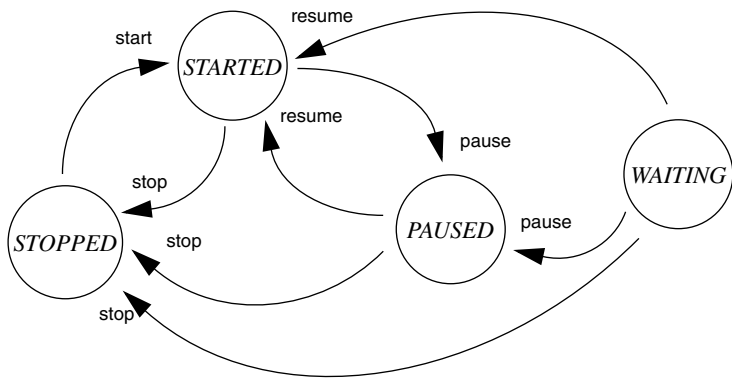 resume
start
STARTED
resume
pause
WAITING
stop
PAUSED
pause
STOPPED
stop
stop